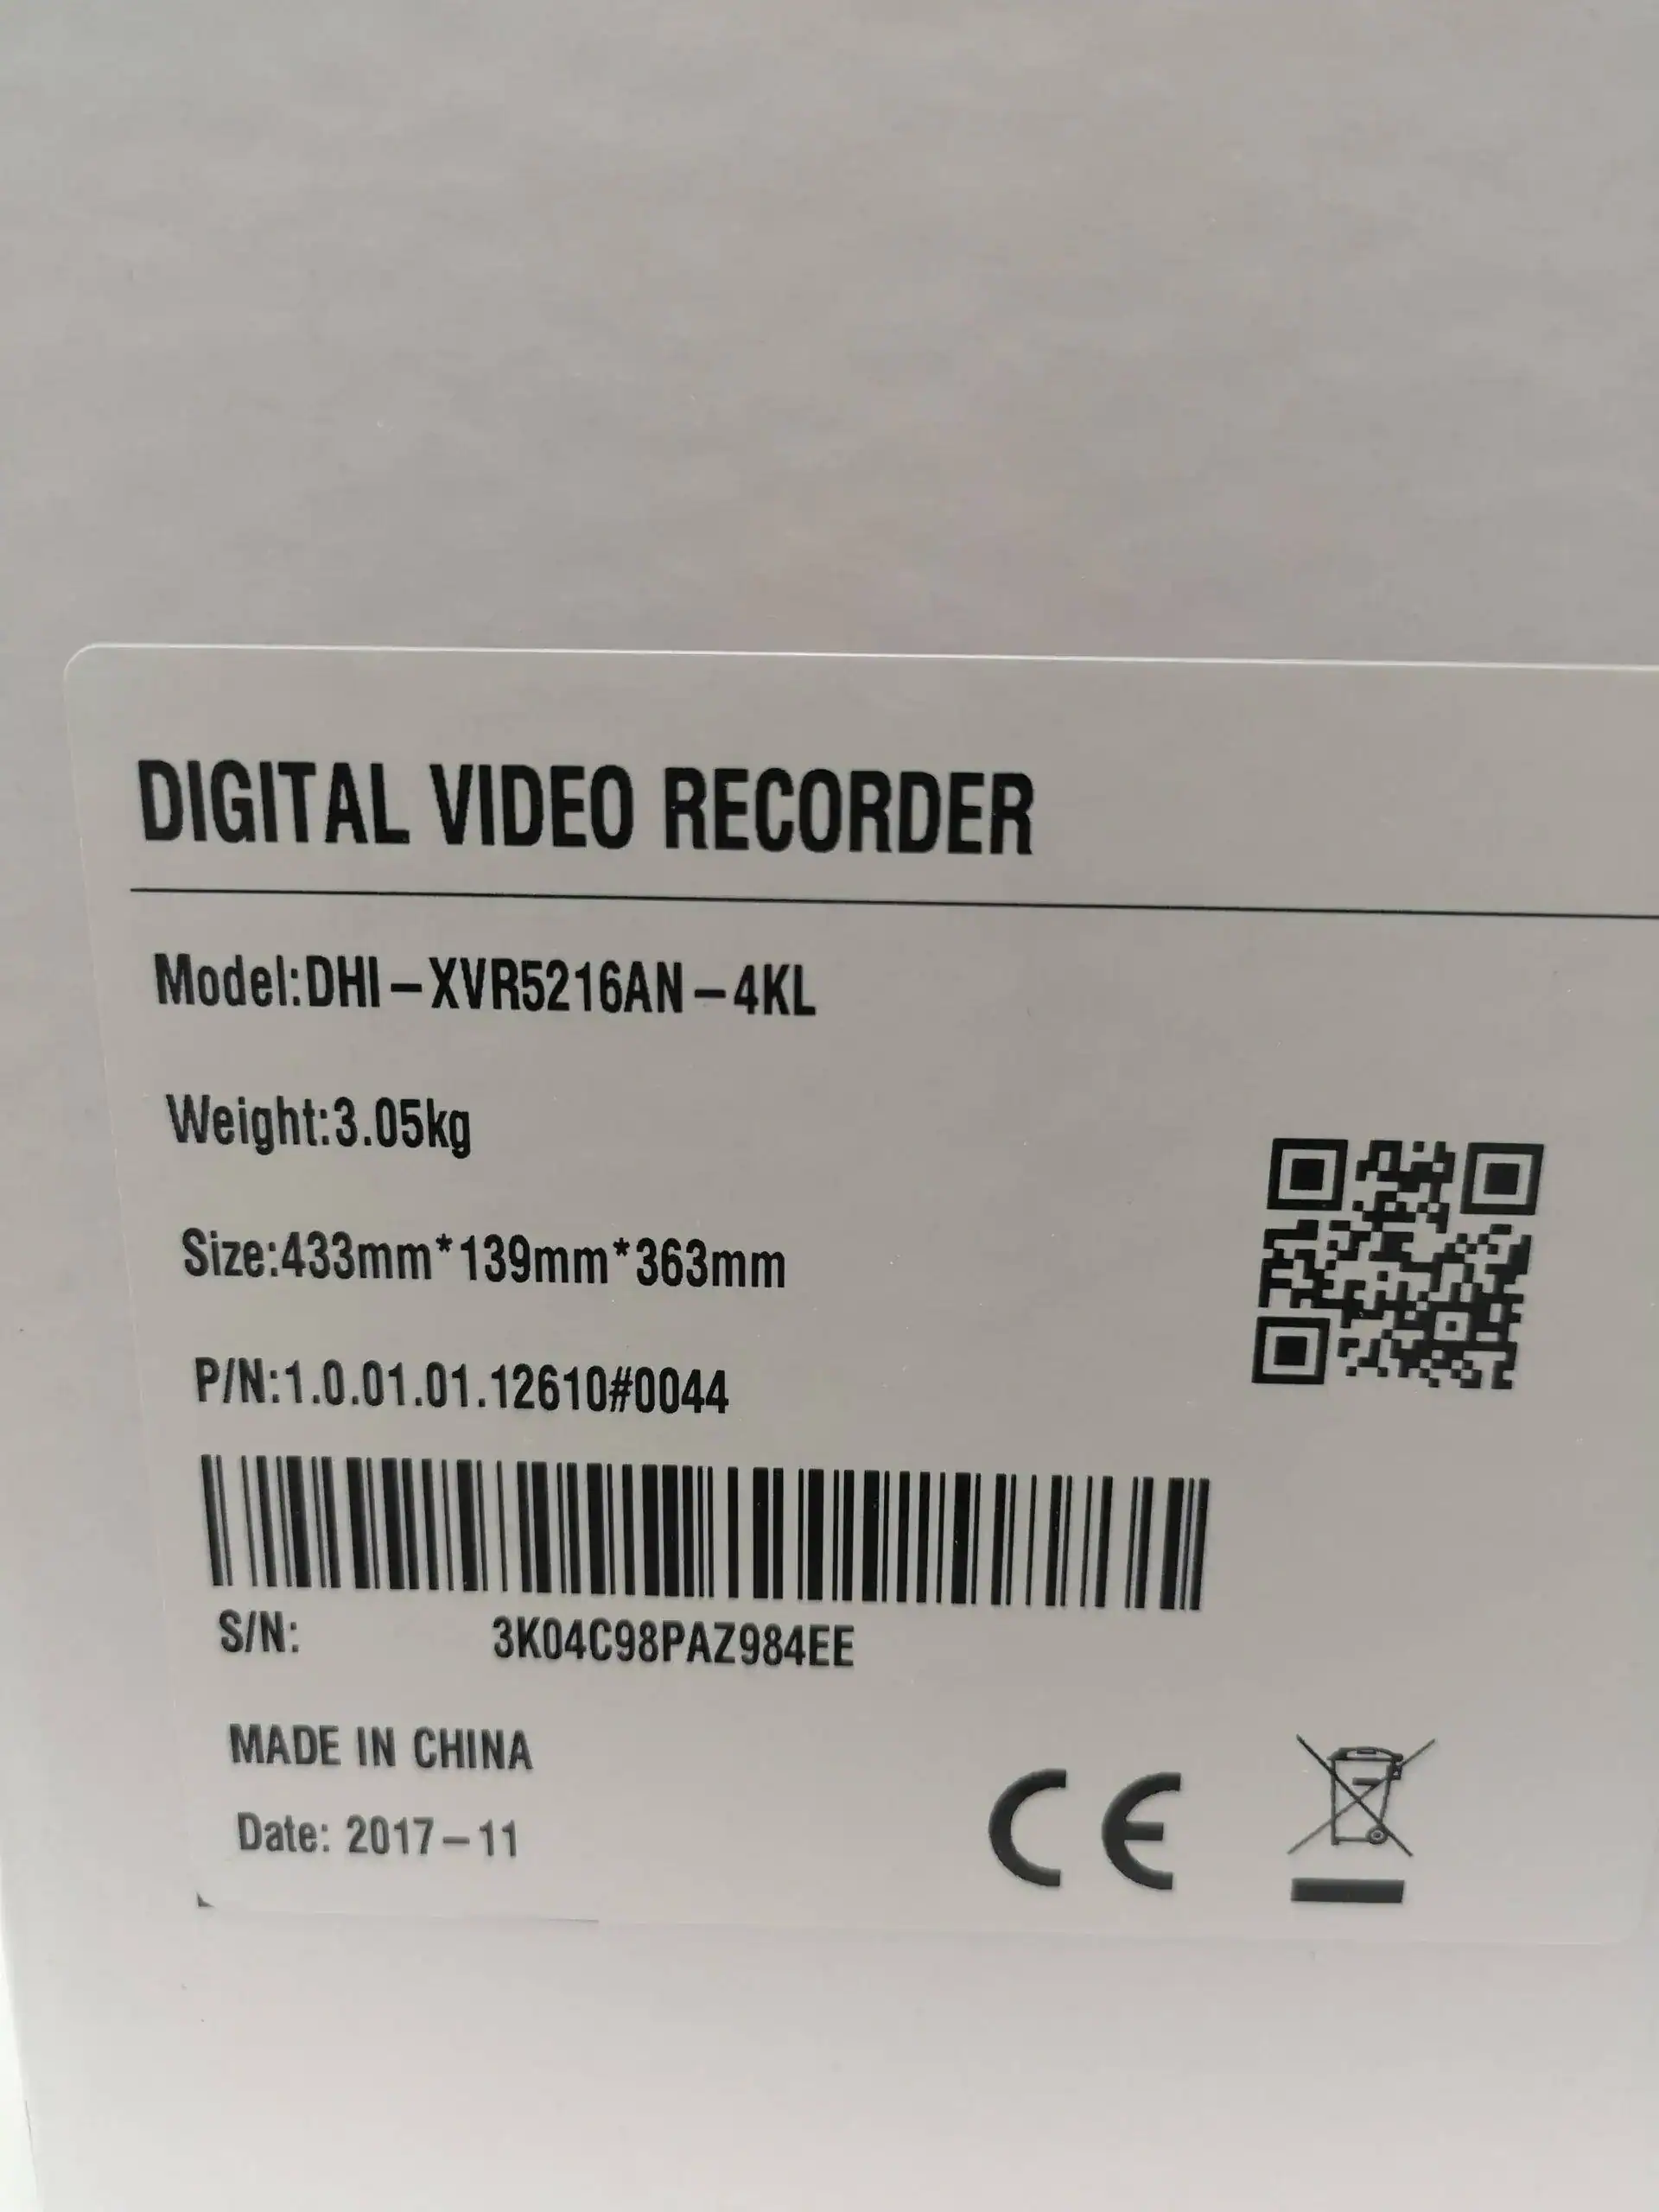 DIGITAL VIDEO RECORDER
Model:DHI-XVR5216AN-4KL
Weight:3.05kg
Size:433mm*139mm*363mm
P/N:1.0.01.01.12610#0044
S/N: 3K04C98PAZ984EE
MADE IN CHINA
Date: 2017-11
CE